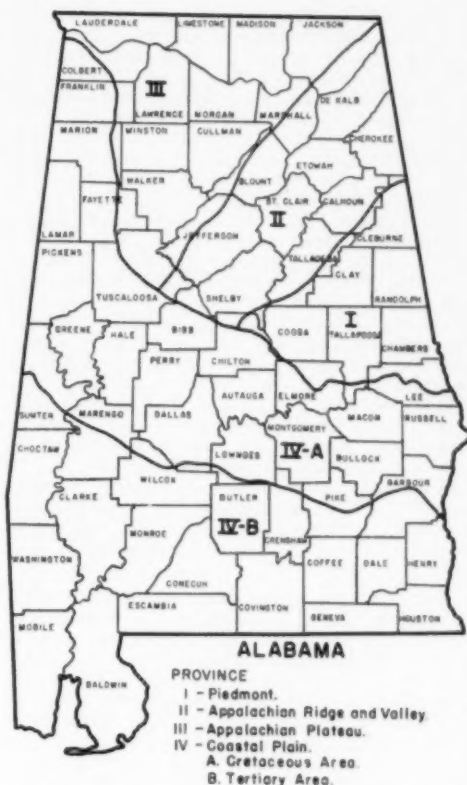 LAUDERDALE LIMESTONE MADISON JACKSON
COLBERT
FRANKLIN III
LAWRENCE MORGAN MARSHALL DE KALB
MARION WINSTON CULLMAN CHEROKEE
ETOWAH
WALKER BLOUNT
FAYETTE ST. CLAIR CALHOUN
LAMAR JEFFERSON II CLEBURNE
PICKENS TALLADEGA CLAY
TUSCALOOSA SHELBY RANDOLPH
GREENE HALE BIBB COOSA I
TALLAPOOSA
PERRY CHILTON CHAMBERS
AUTAUGA ELMORE LEE
SUMTER MARENGO DALLAS MACON RUSSELL
MONTGOMERY
CHOCTAW LOWNDES IV-A BULLOCK
WILCOX BARBOUR
CLARKE BUTLER PIKE
IV-B
MONROE CRENSHAW
WASHINGTON COFFEE DALE HENRY
CONECUH
ESCAMBIA COVINGTON
MOBILE GENEVA HOUSTON
BALDWIN
ALABAMA
PROVINCE
I - Piedmont.
II - Appalachian Ridge and Valley.
III - Appalachian Plateau.
IV - Coastal Plain.
A. Cretaceous Area.
B. Tertiary Area.